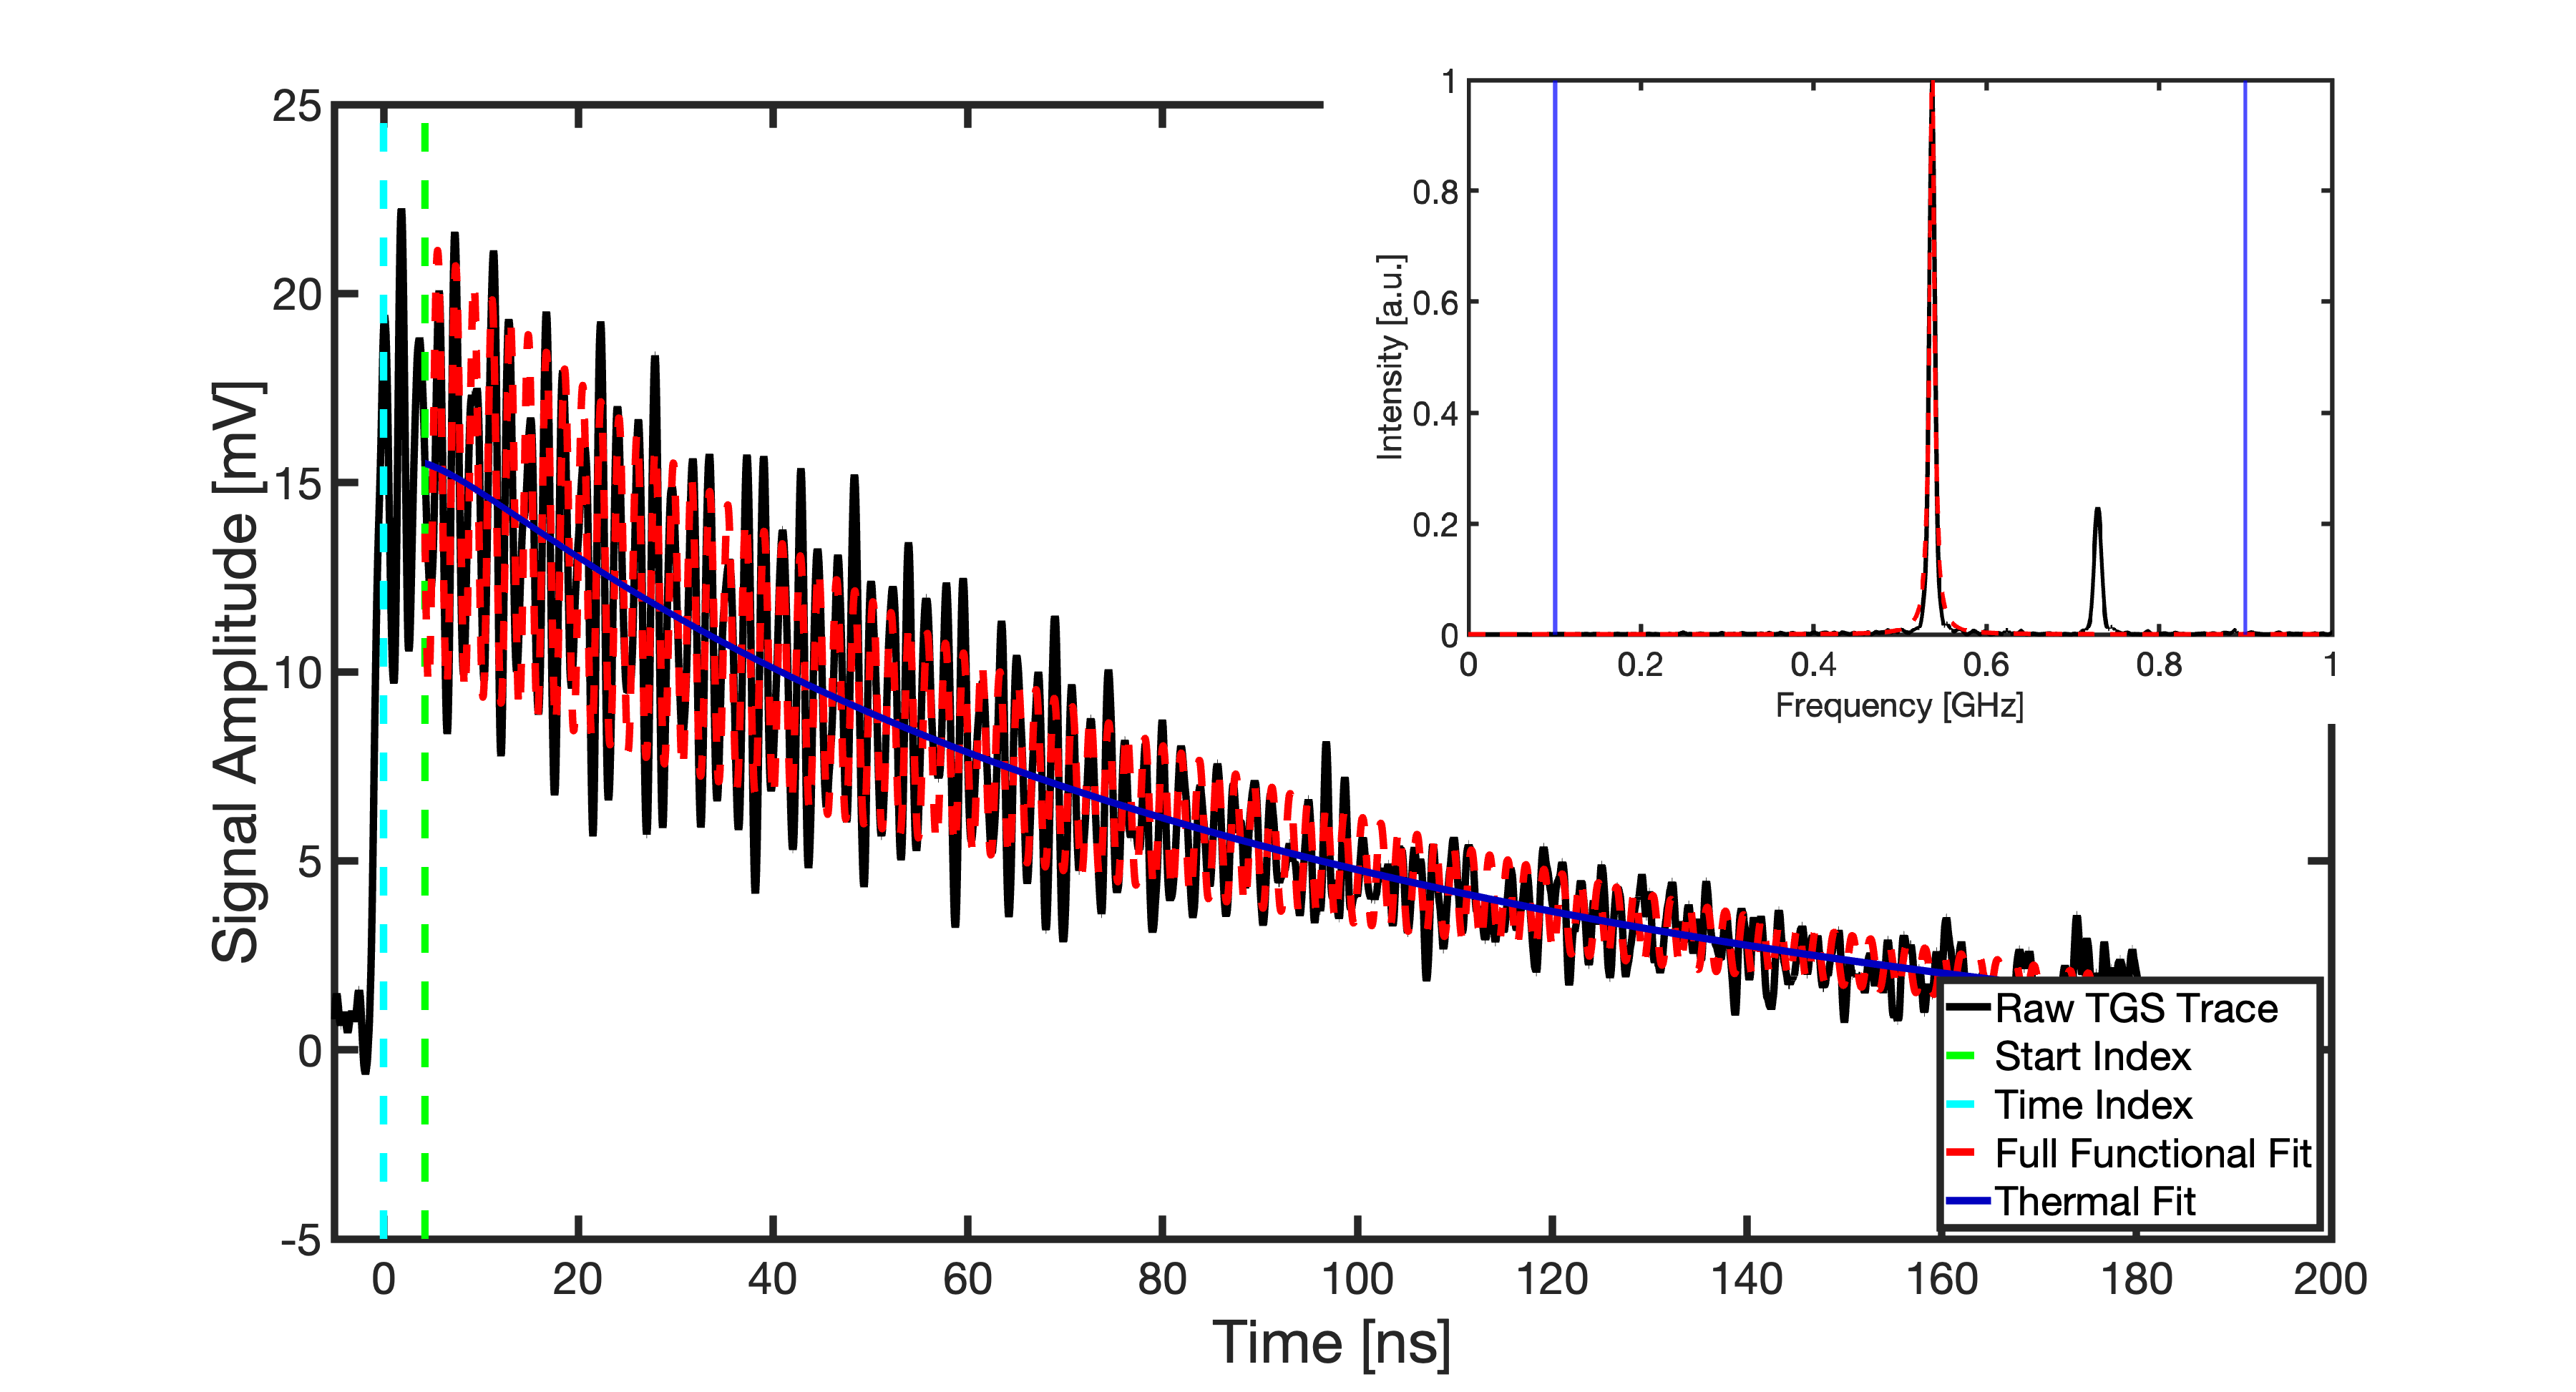 25
20
15
10
5
0
-5
Signal Amplitude [mV]
0 20 40 60 80 100 120 140 160 180 200
Time [ns]
1
0.8
0.6
0.4
0.2
0
Intensity [a.u.]
0 0.2 0.4 0.6 0.8 1
Frequency [GHz]
Raw TGS Trace
Start Index
Time Index
Full Functional Fit
Thermal Fit